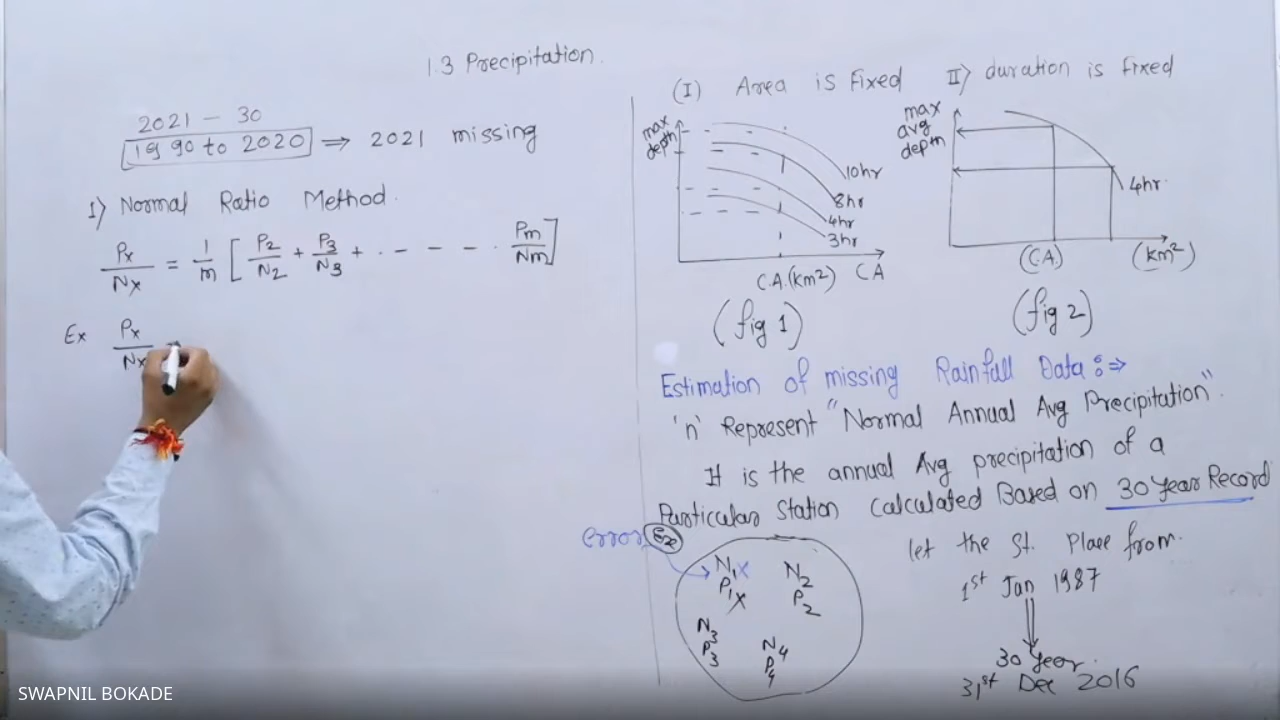 1.3 Precipitation.
2021 - 30
1990 to 2020 ⇒ 2021 missing
1) Normal Ratio Method.
Px/Nx = 1/m [ P2/N2 + P3/N3 + . - - - - . Pm/Nm ]
Ex Px/Nx =
(I) Area is Fixed
max depth
10hr
8hr
4hr
3hr
C.A.(Km²) CA
(fig 1)
II) duration is fixed
max avg depth
4hr.
(C.A.) (Km²)
(fig 2)
Estimation of missing Rainfall Data :⇒
'n' Represent "Normal Annual Avg Precipitation".
It is the annual Avg precipitation of a
Particular Station calculated Based on 30 year Record
error Ex
N1 X
P1 X
N2
P2
N3
P3
N4
P4
let the St. Place from.
1st Jan 1987
30 year.
31st Dec 2016
SWAPNIL BOKADE